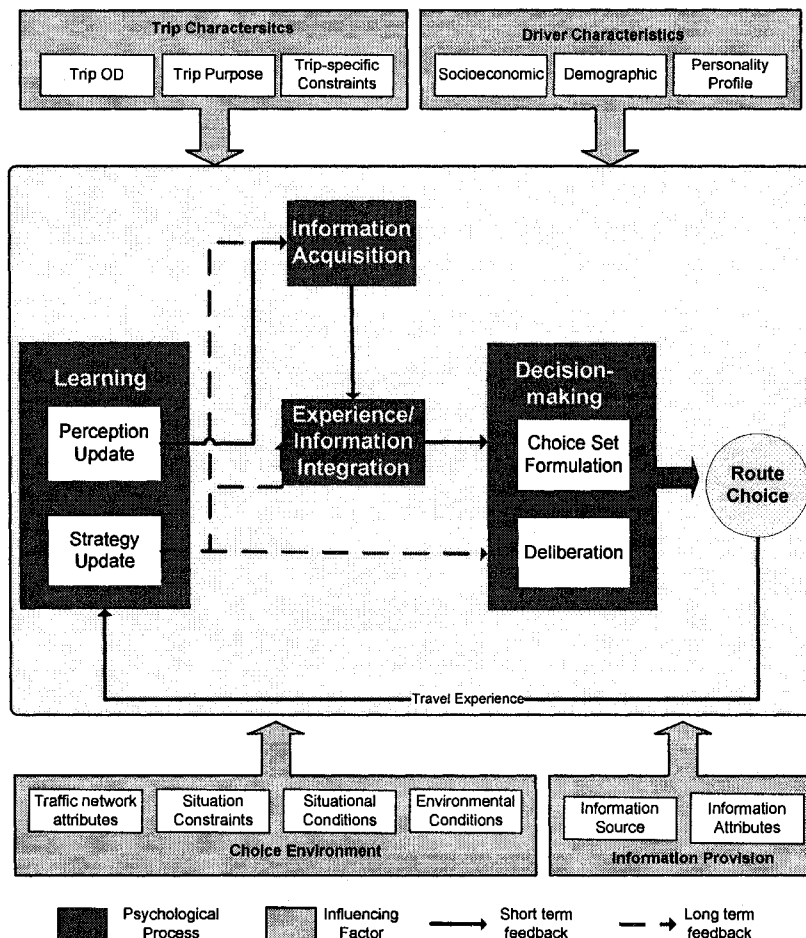 Trip Charactersitcs
Trip OD
Trip Purpose
Trip-specific
Constraints
Driver Characteristics
Socioeconomic
Demographic
Personality
Profile
Information
Acquisition
Learning
Perception
Update
Strategy
Update
Experience/
Information
Integration
Decision-
making
Choice Set
Formulation
Deliberation
Route
Choice
Travel Experience
Traffic network
attributes
Situation
Constraints
Situational
Conditions
Environmental
Conditions
Choice Environment
Information
Source
Information
Attributes
Information Provision
Psychological
Process
Influencing
Factor
Short term
feedback
Long term
feedback